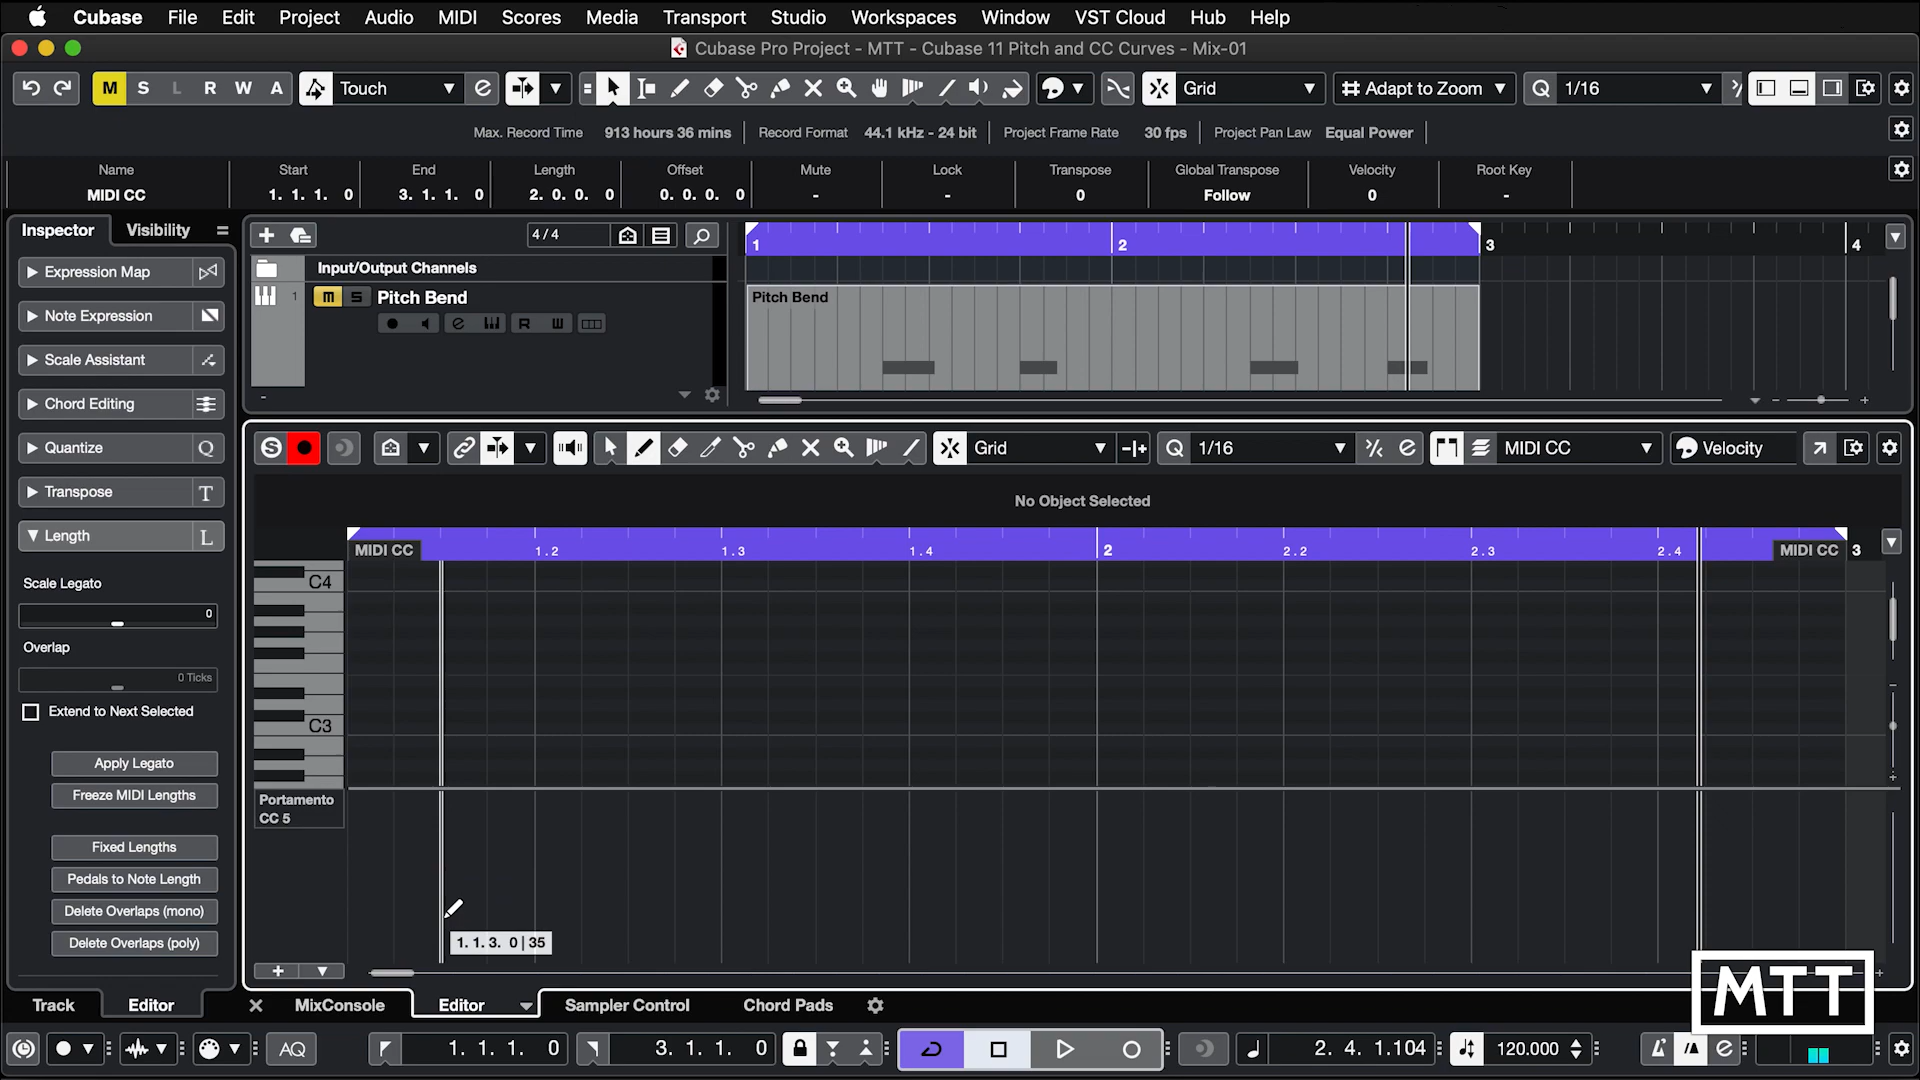 Cubase File Edit Project Audio MIDI Scores Media Transport Studio Workspaces Window VST Cloud Hub Help
Cubase Pro Project - MTT - Cubase 11 Pitch and CC Curves - Mix-01
M S L R W A Touch e Grid Adapt to Zoom Q 1/16
Max. Record Time 913 hours 36 mins Record Format 44.1 kHz - 24 bit Project Frame Rate 30 fps Project Pan Law Equal Power
Name Start End Length Offset Mute Lock Transpose Global Transpose Velocity Root Key
MIDI CC 1. 1. 1. 0 3. 1. 1. 0 2. 0. 0. 0 0. 0. 0. 0 - - 0 Follow 0 -
Inspector Visibility
4/4
1 2 3 4
Expression Map
Input/Output Channels
1 m S Pitch Bend
Pitch Bend
Note Expression
e R W
Scale Assistant
Chord Editing
-
Quantize Q
S Grid Q 1/16 e MIDI CC Velocity
Transpose T
No Object Selected
Length L
MIDI CC 1.2 1.3 1.4 2 2.2 2.3 2.4 MIDI CC 3
Scale Legato
0
Overlap
0 Ticks
Extend to Next Selected
Apply Legato
Freeze MIDI Lengths
Fixed Lengths
Pedals to Note Length
Delete Overlaps (mono)
Delete Overlaps (poly)
C4
C3
Portamento
CC 5
1. 1. 3. 0 | 35
MTT
Track Editor MixConsole Editor Sampler Control Chord Pads
AQ 1. 1. 1. 0 3. 1. 1. 0 2. 4. 1.104 120.000 e